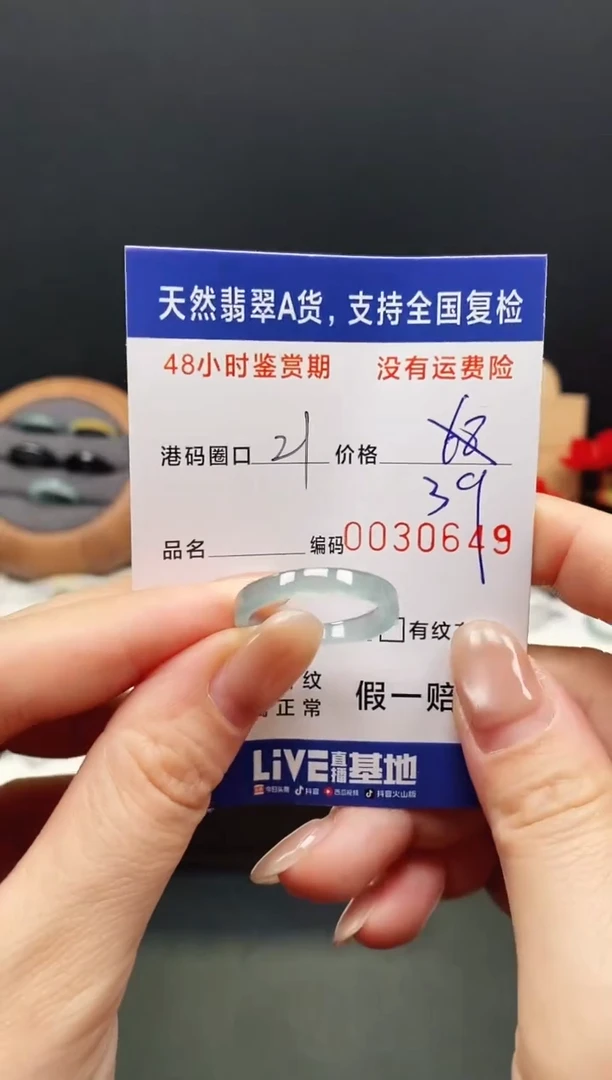 天然翡翠A货，支持全国复检
48小时鉴赏期 没有运费险
港码圈口 21 价格 68
39
品名 编码 0030649
有纹
纹
正常 假一赔
LiVE直播基地
今日头条 抖音 西瓜视频 抖音火山版